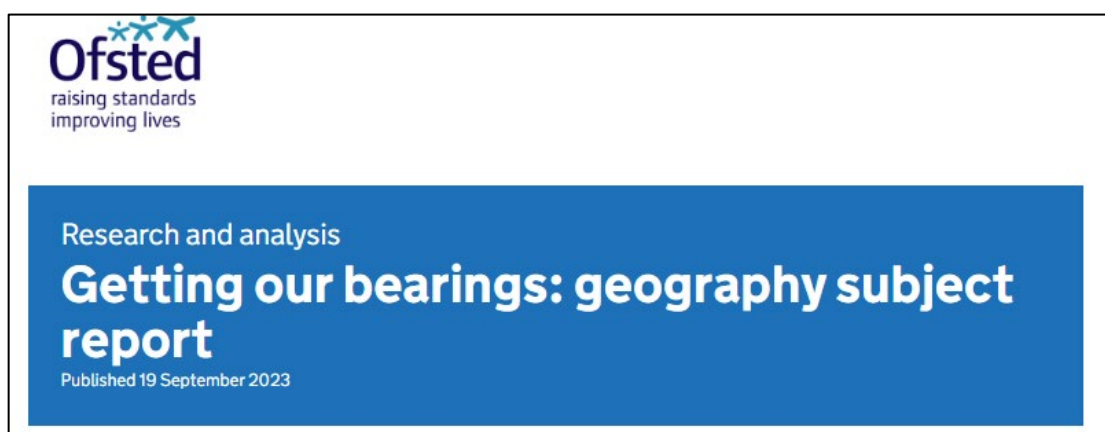 Ofsted
raising standards
improving lives
Research and analysis
Getting our bearings: geography subject
report
Published 19 September 2023